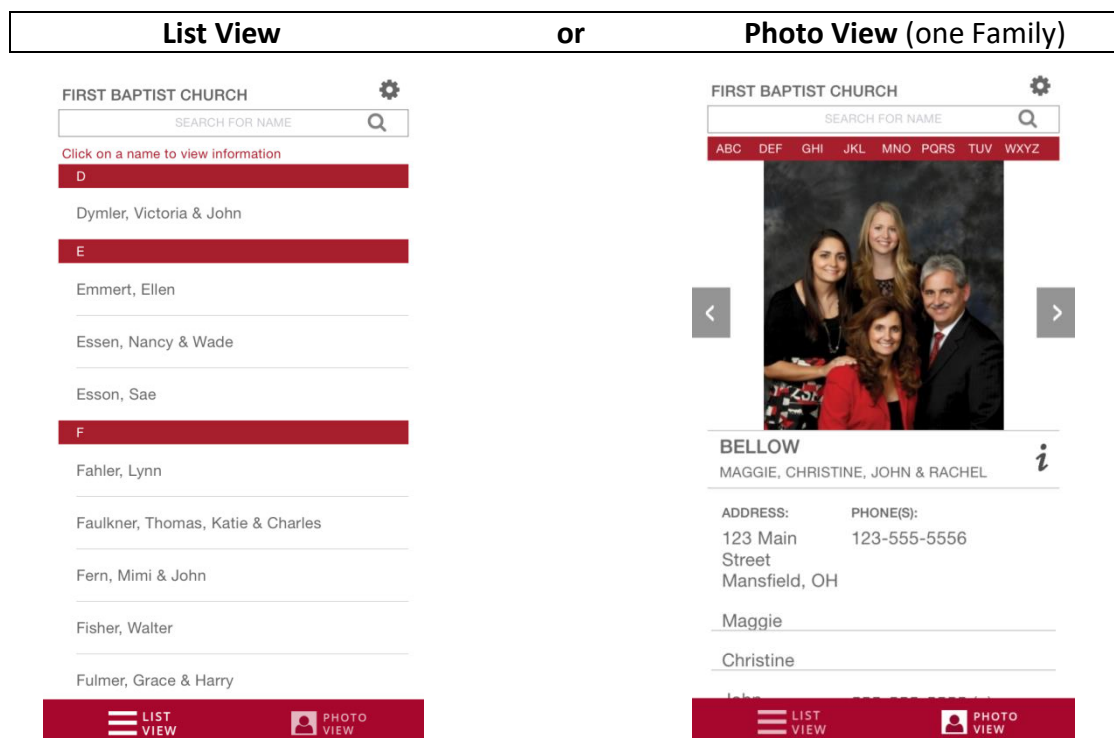 List View or Photo View (one Family)
FIRST BAPTIST CHURCH
SEARCH FOR NAME
Click on a name to view information
D
Dymler, Victoria & John
E
Emmert, Ellen
Essen, Nancy & Wade
Esson, Sae
F
Fahler, Lynn
Faulkner, Thomas, Katie & Charles
Fern, Mimi & John
Fisher, Walter
Fulmer, Grace & Harry
LIST
VIEW
PHOTO
VIEW
FIRST BAPTIST CHURCH
SEARCH FOR NAME
ABC DEF GHI JKL MNO PQRS TUV WXYZ
BELLOW
i
MAGGIE, CHRISTINE, JOHN & RACHEL
ADDRESS: PHONE(S):
123 Main 123-555-5556
Street
Mansfield, OH
Maggie
Christine
John
LIST
VIEW
PHOTO
VIEW